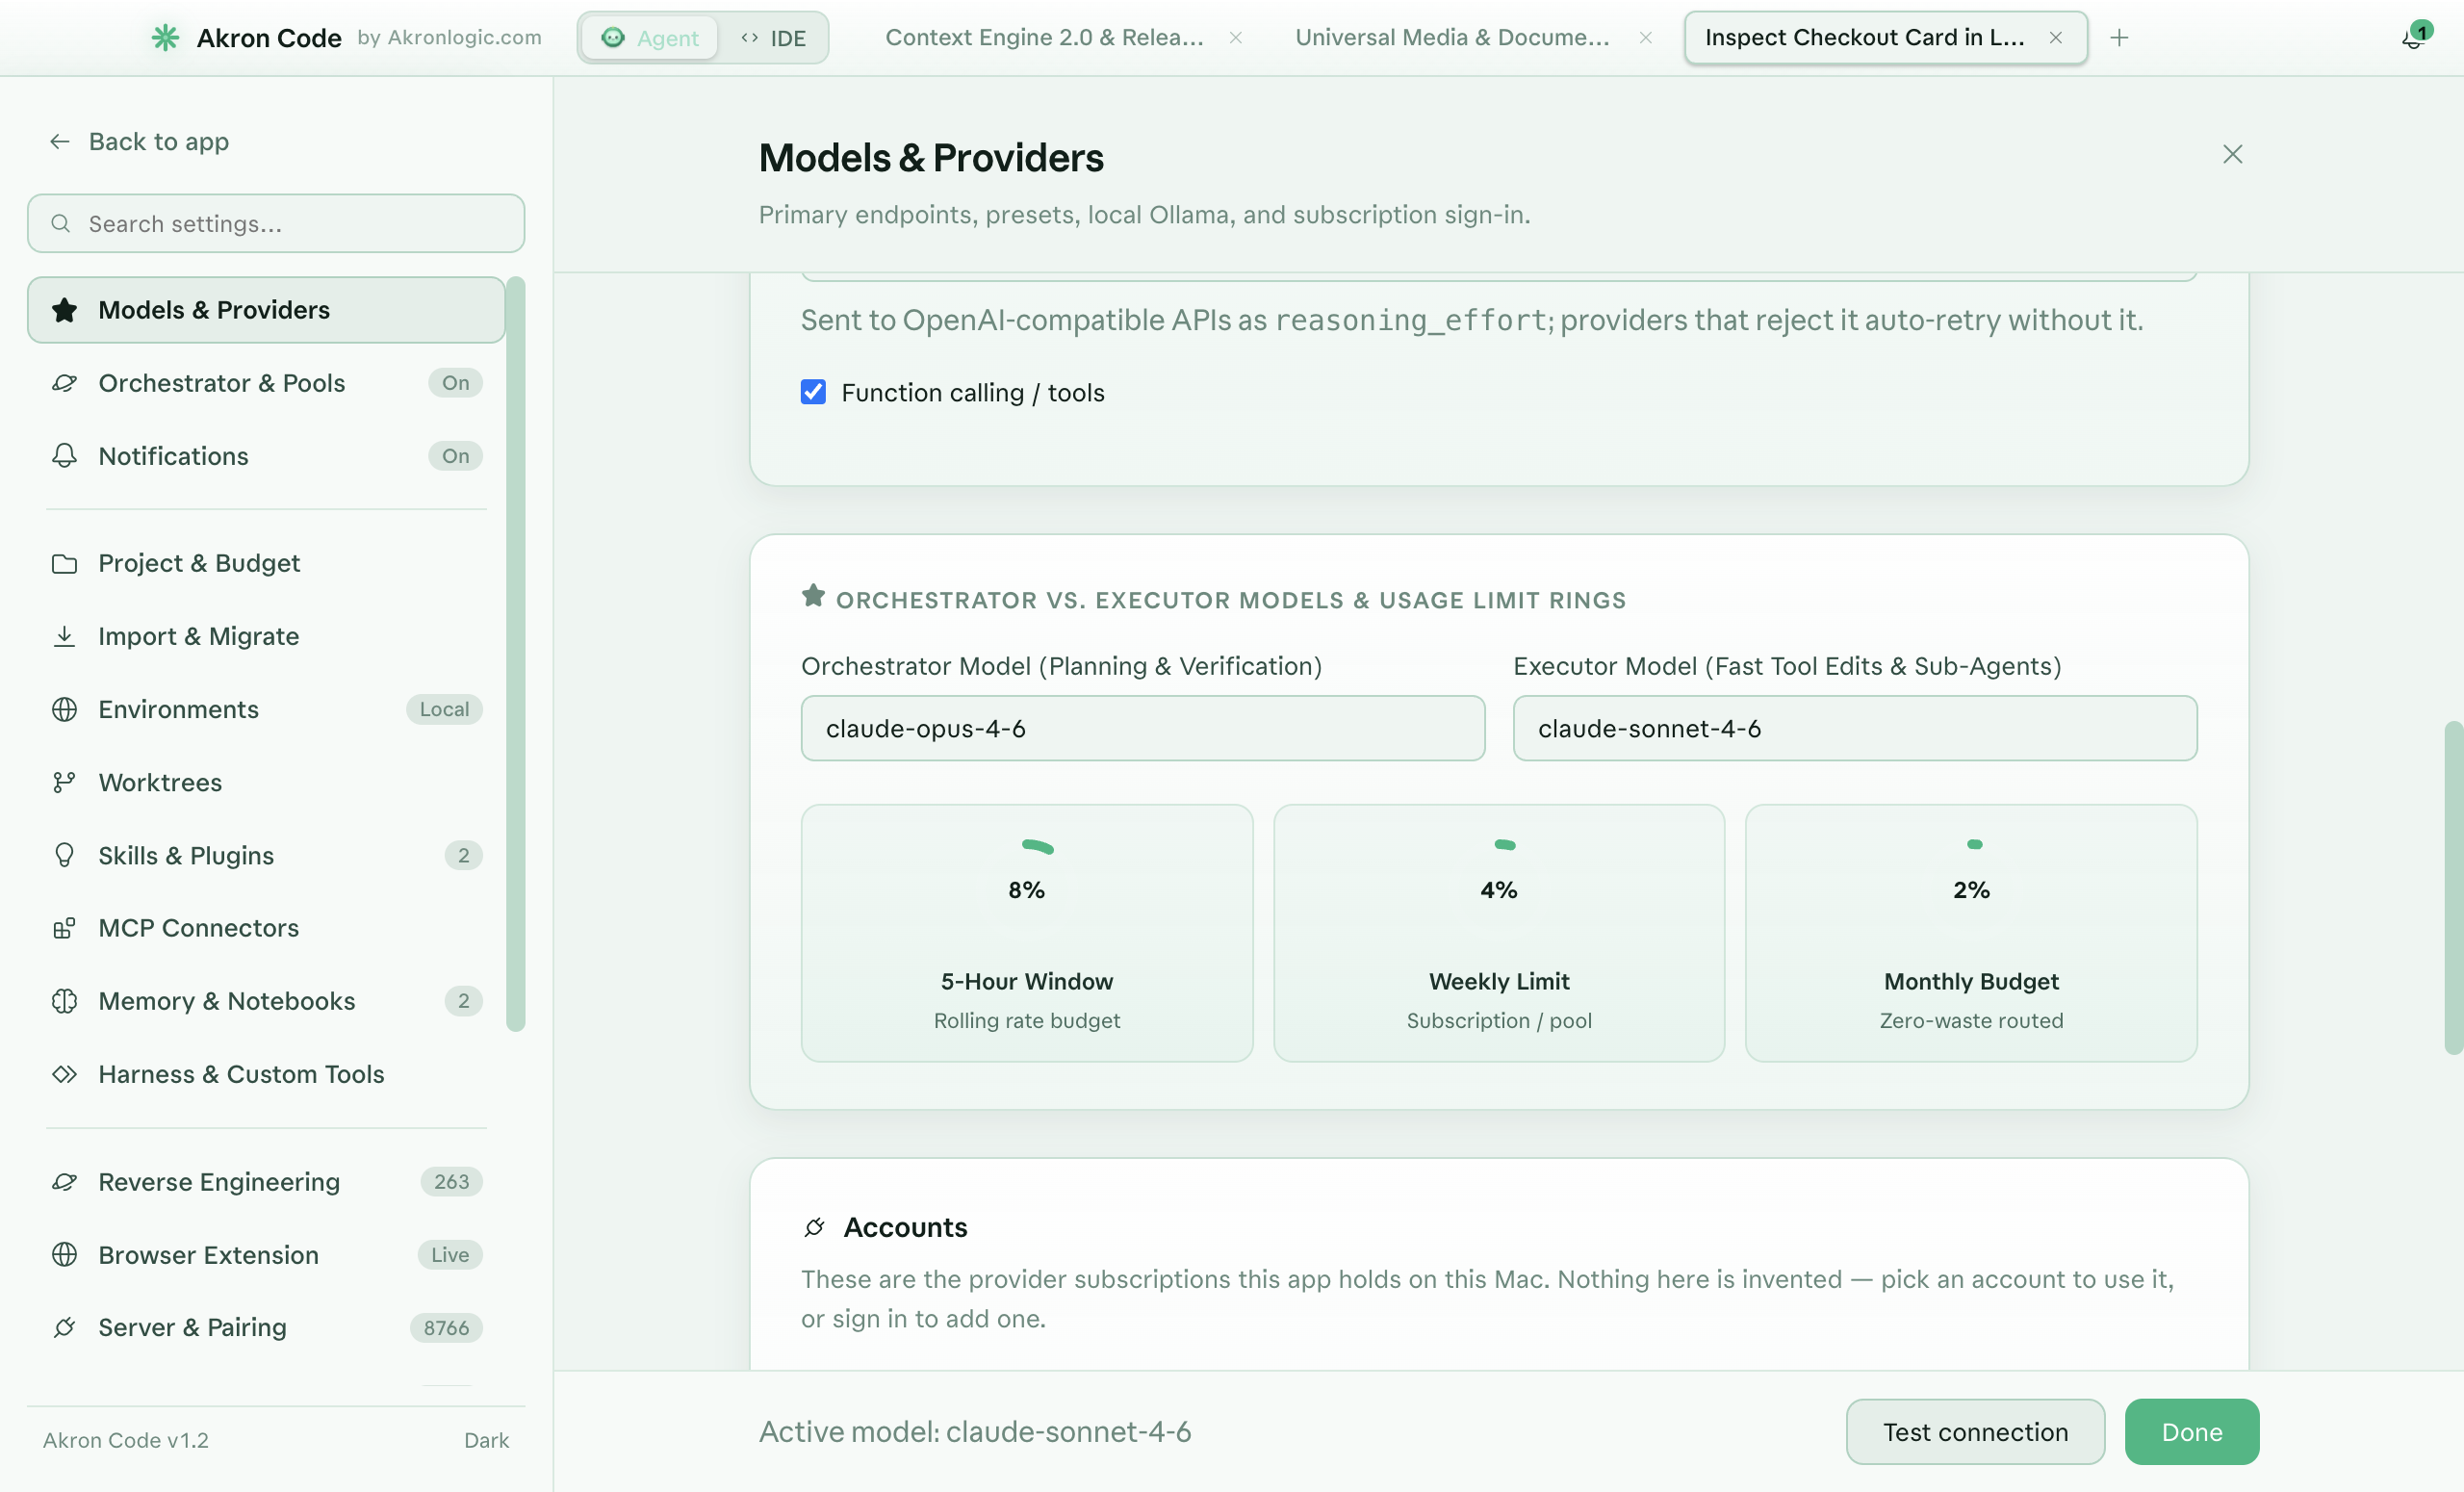 Akron Code by Akronlogic.com
Agent
IDE
Context Engine 2.0 & Relea...
Universal Media & Docume...
Inspect Checkout Card in L...
1
Back to app
Search settings...
Models & Providers
Orchestrator & Pools On
Notifications On
Project & Budget
Import & Migrate
Environments Local
Worktrees
Skills & Plugins 2
MCP Connectors
Memory & Notebooks 2
Harness & Custom Tools
Reverse Engineering 263
Browser Extension Live
Server & Pairing 8766
Akron Code v1.2 Dark
Models & Providers
Primary endpoints, presets, local Ollama, and subscription sign-in.
Sent to OpenAI-compatible APIs as reasoning_effort; providers that reject it auto-retry without it.
Function calling / tools
ORCHESTRATOR VS. EXECUTOR MODELS & USAGE LIMIT RINGS
Orchestrator Model (Planning & Verification)
claude-opus-4-6
Executor Model (Fast Tool Edits & Sub-Agents)
claude-sonnet-4-6
8%
5-Hour Window
Rolling rate budget
4%
Weekly Limit
Subscription / pool
2%
Monthly Budget
Zero-waste routed
Accounts
These are the provider subscriptions this app holds on this Mac. Nothing here is invented — pick an account to use it,
or sign in to add one.
Active model: claude-sonnet-4-6
Test connection
Done